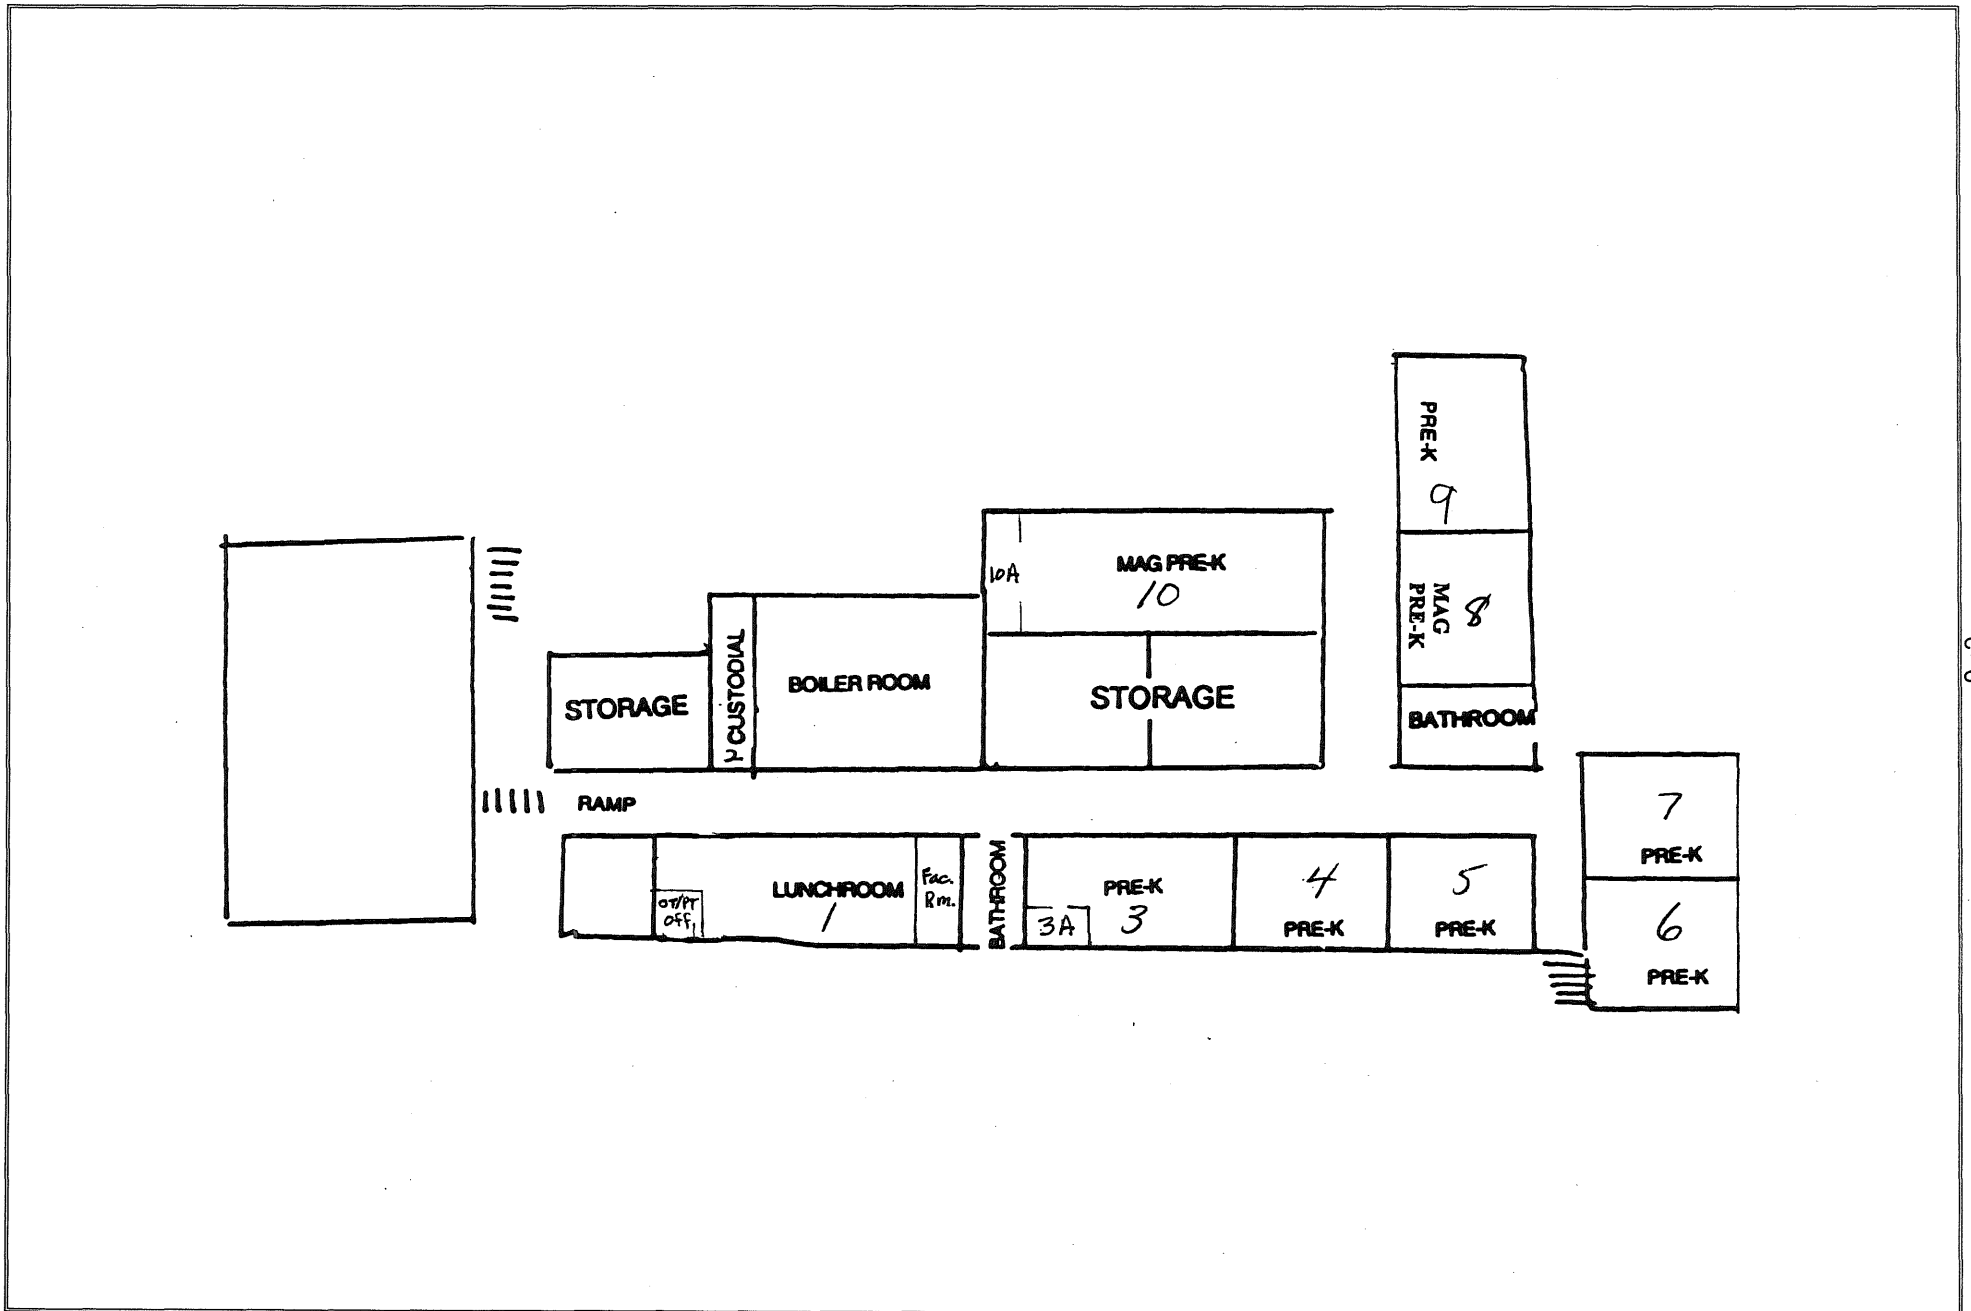 PRE-K
9
MAG PRE-K
10
10A
MAG
PRE-K
8
BATHROOM
STORAGE
CUSTODIAL
BOILER ROOM
STORAGE
RAMP
7
PRE-K
LUNCHROOM
1
OT/PT
OFF.
Fac.
Rm.
BATHROOM
PRE-K
3
3A
4
PRE-K
5
PRE-K
6
PRE-K